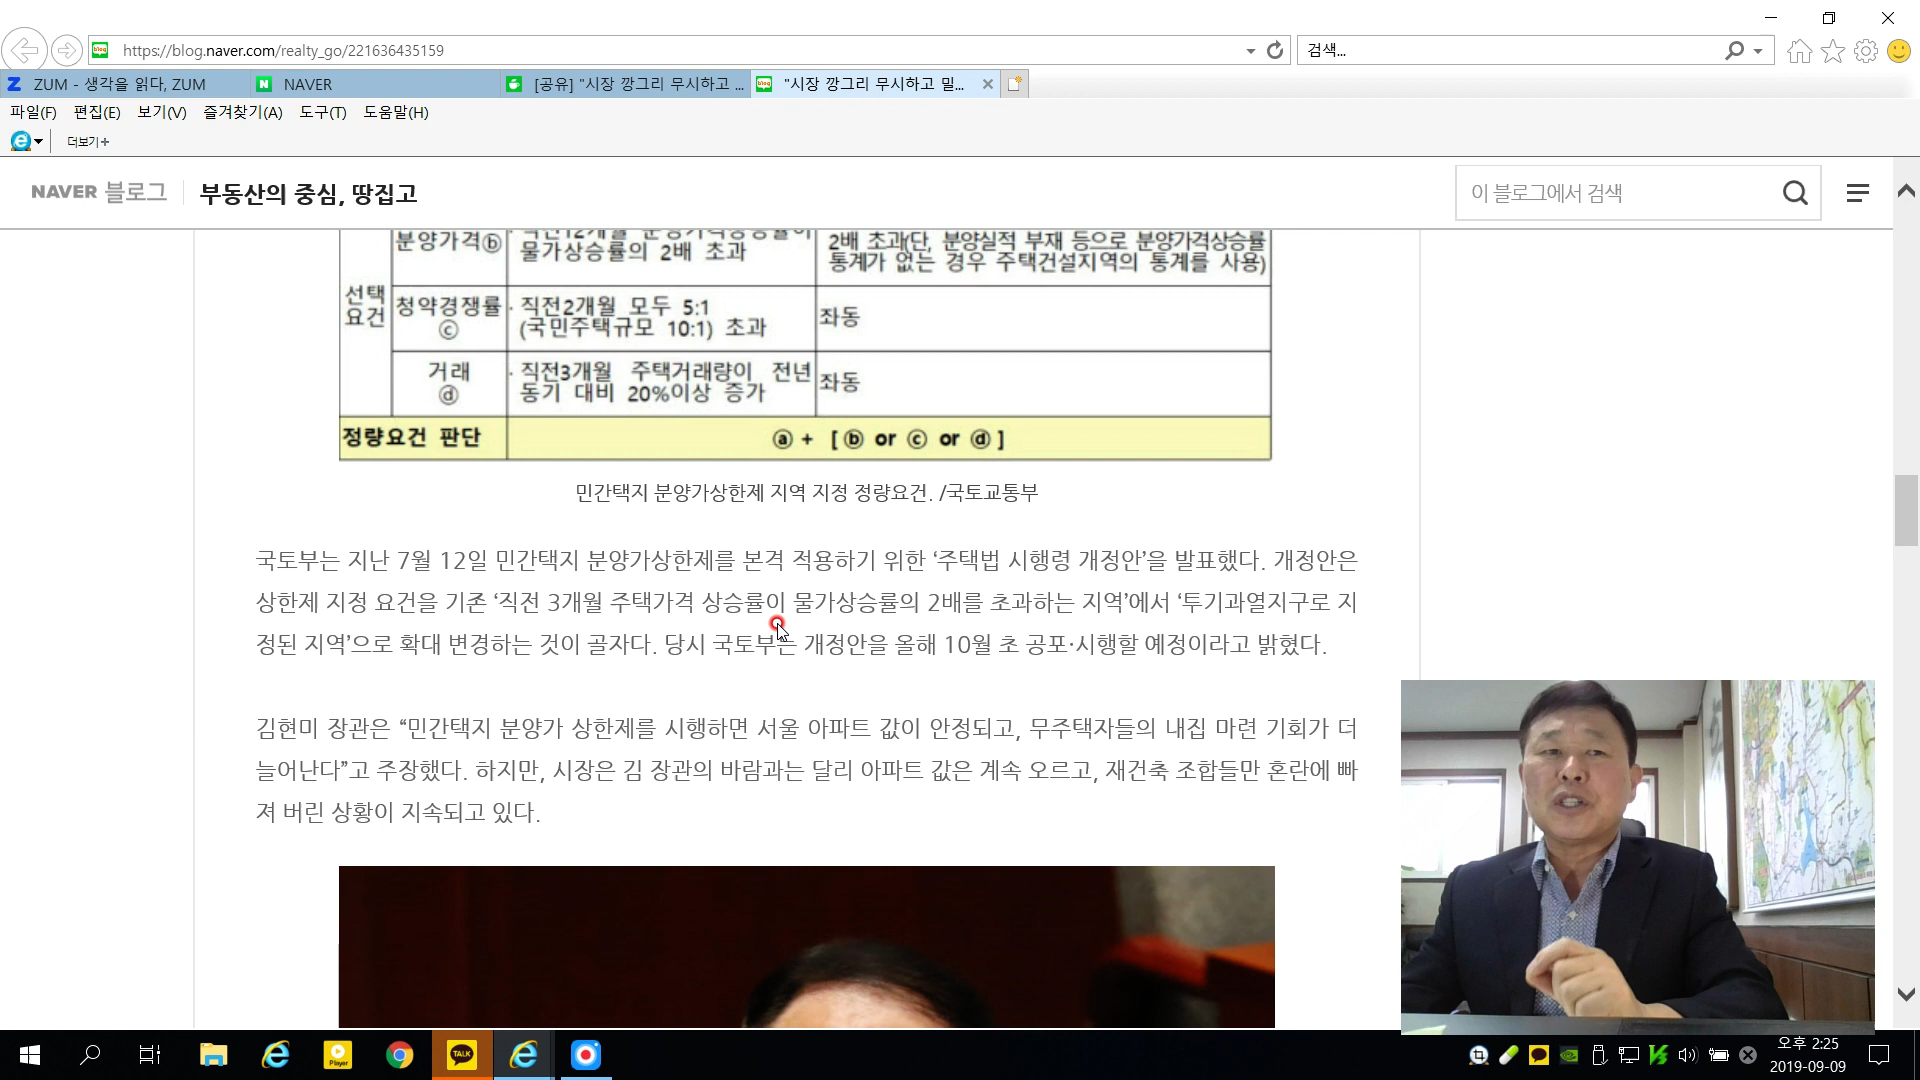 https://blog.naver.com/realty_go/221636435159
검색...
ZUM - 생각을 읽다, ZUM
NAVER
[공유] "시장 깡그리 무시하고 ...
"시장 깡그리 무시하고 밀...
파일(F) 편집(E) 보기(V) 즐겨찾기(A) 도구(T) 도움말(H)
더보기+
NAVER 블로그
부동산의 중심, 땅집고
이 블로그에서 검색
선택
요건
분양가격ⓑ
· 직전12개월 분양가격상승률이
물가상승률의 2배 초과
2배 초과(단, 분양실적 부재 등으로 분양가격상승률
통계가 없는 경우 주택건설지역의 통계를 사용)
청약경쟁률
ⓒ
· 직전2개월 모두 5:1
(국민주택규모 10:1) 초과
좌동
거래
ⓓ
· 직전3개월 주택거래량이 전년
동기 대비 20%이상 증가
좌동
정량요건 판단
ⓐ + [ ⓑ or ⓒ or ⓓ ]
민간택지 분양가상한제 지역 지정 정량요건. /국토교통부
국토부는 지난 7월 12일 민간택지 분양가상한제를 본격 적용하기 위한 ‘주택법 시행령 개정안’을 발표했다. 개정안은
상한제 지정 요건을 기존 ‘직전 3개월 주택가격 상승률이 물가상승률의 2배를 초과하는 지역’에서 ‘투기과열지구로 지
정된 지역’으로 확대 변경하는 것이 골자다. 당시 국토부는 개정안을 올해 10월 초 공포·시행할 예정이라고 밝혔다.
김현미 장관은 “민간택지 분양가 상한제를 시행하면 서울 아파트 값이 안정되고, 무주택자들의 내집 마련 기회가 더
늘어난다”고 주장했다. 하지만, 시장은 김 장관의 바람과는 달리 아파트 값은 계속 오르고, 재건축 조합들만 혼란에 빠
져 버린 상황이 지속되고 있다.
Player
TALK
오후 2:25
2019-09-09